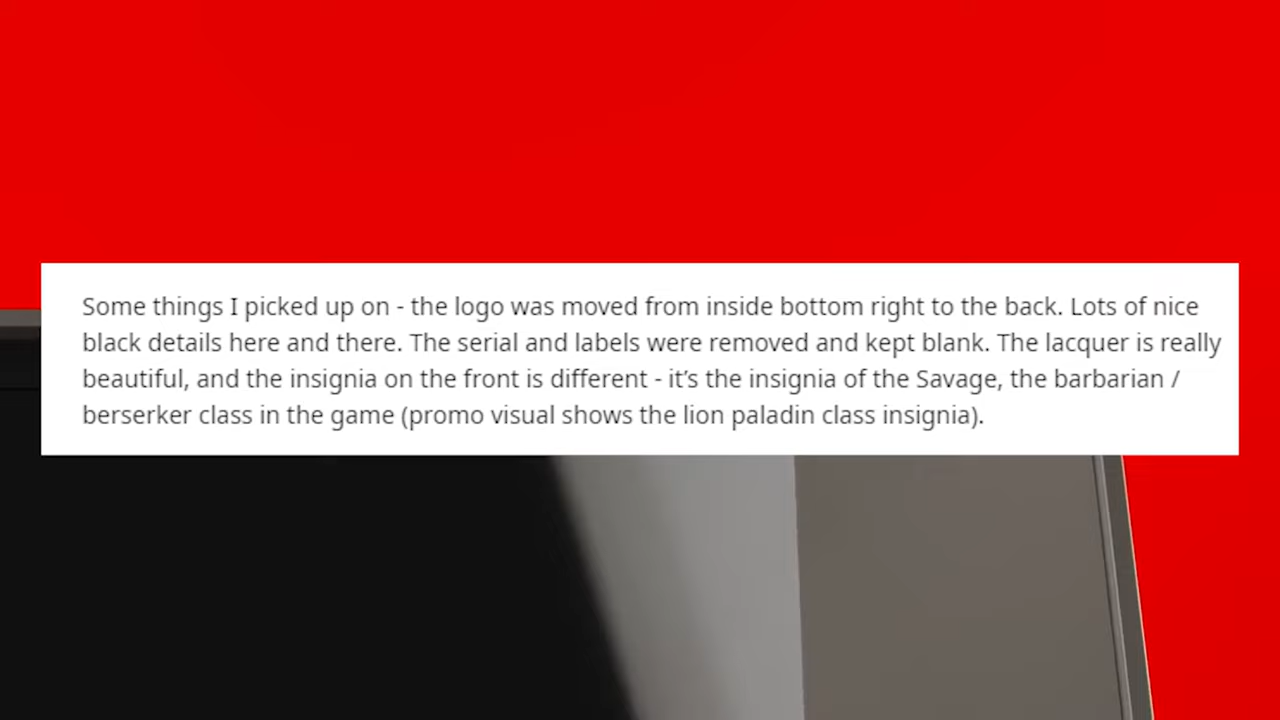 Some things I picked up on - the logo was moved from inside bottom right to the back. Lots of nice
black details here and there. The serial and labels were removed and kept blank. The lacquer is really
beautiful, and the insignia on the front is different - it’s the insignia of the Savage, the barbarian /
berserker class in the game (promo visual shows the lion paladin class insignia).